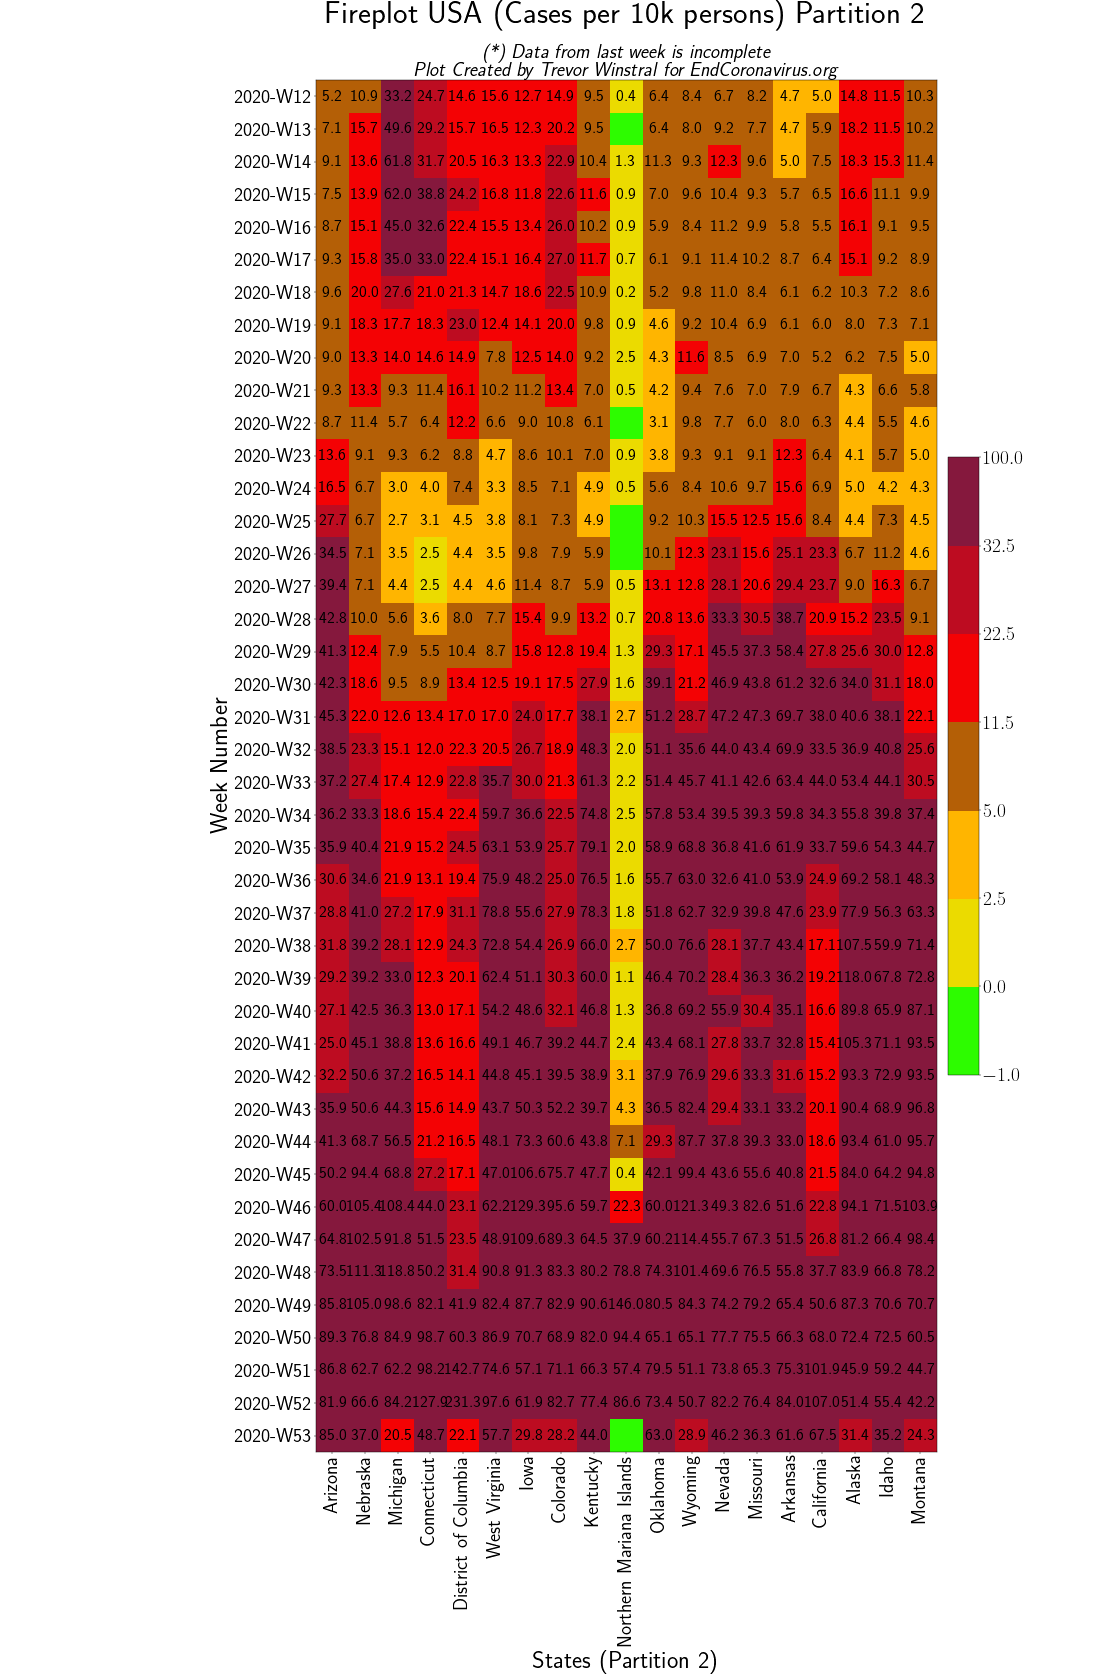 Fireplot USA (Cases per 10k persons) Partition 2
(*) Data from last week is incomplete
Plot Created by Trevor Winstral for EndCoronavirus.org
2020-W12 5.2 10.9 33.2 24.7 14.6 15.6 12.7 14.9 9.5 0.4 6.4 8.4 6.7 8.2 4.7 5.0 14.8 11.5 10.3
2020-W13 7.1 15.7 49.6 29.2 15.7 16.5 12.3 20.2 9.5 6.4 8.0 9.2 7.7 4.7 5.9 18.2 11.5 10.2
2020-W14 9.1 13.6 61.8 31.7 20.5 16.3 13.3 22.9 10.4 1.3 11.3 9.3 12.3 9.6 5.0 7.5 18.3 15.3 11.4
2020-W15 7.5 13.9 62.0 38.8 24.2 16.8 11.8 22.6 11.6 0.9 7.0 9.6 10.4 9.3 5.7 6.5 16.6 11.1 9.9
2020-W16 8.7 15.1 45.0 32.6 22.4 15.5 13.4 26.0 10.2 0.9 5.9 8.4 11.2 9.9 5.8 5.5 16.1 9.1 9.5
2020-W17 9.3 15.8 35.0 33.0 22.4 15.1 16.4 27.0 11.7 0.7 6.1 9.1 11.4 10.2 8.7 6.4 15.1 9.2 8.9
2020-W18 9.6 20.0 27.6 21.0 21.3 14.7 18.6 22.5 10.9 0.2 5.2 9.8 11.0 8.4 6.1 6.2 10.3 7.2 8.6
2020-W19 9.1 18.3 17.7 18.3 23.0 12.4 14.1 20.0 9.8 0.9 4.6 9.2 10.4 6.9 6.1 6.0 8.0 7.3 7.1
2020-W20 9.0 13.3 14.0 14.6 14.9 7.8 12.5 14.0 9.2 2.5 4.3 11.6 8.5 6.9 7.0 5.2 6.2 7.5 5.0
2020-W21 9.3 13.3 9.3 11.4 16.1 10.2 11.2 13.4 7.0 0.5 4.2 9.4 7.6 7.0 7.9 6.7 4.3 6.6 5.8
2020-W22 8.7 11.4 5.7 6.4 12.2 6.6 9.0 10.8 6.1 3.1 9.8 7.7 6.0 8.0 6.3 4.4 5.5 4.6
2020-W23 13.6 9.1 9.3 6.2 8.8 4.7 8.6 10.1 7.0 0.9 3.8 9.3 9.1 9.1 12.3 6.4 4.1 5.7 5.0
2020-W24 16.5 6.7 3.0 4.0 7.4 3.3 8.5 7.1 4.9 0.5 5.6 8.4 10.6 9.7 15.6 6.9 5.0 4.2 4.3
2020-W25 27.7 6.7 2.7 3.1 4.5 3.8 8.1 7.3 4.9 9.2 10.3 15.5 12.5 15.6 8.4 4.4 7.3 4.5
2020-W26 34.5 7.1 3.5 2.5 4.4 3.5 9.8 7.9 5.9 10.1 12.3 23.1 15.6 25.1 23.3 6.7 11.2 4.6
2020-W27 39.4 7.1 4.4 2.5 4.4 4.6 11.4 8.7 5.9 0.5 13.1 12.8 28.1 20.6 29.4 23.7 9.0 16.3 6.7
2020-W28 42.8 10.0 5.6 3.6 8.0 7.7 15.4 9.9 13.2 0.7 20.8 13.6 33.3 30.5 38.7 20.9 15.2 23.5 9.1
2020-W29 41.3 12.4 7.9 5.5 10.4 8.7 15.8 12.8 19.4 1.3 29.3 17.1 45.5 37.3 58.4 27.8 25.6 30.0 12.8
2020-W30 42.3 18.6 9.5 8.9 13.4 12.5 19.1 17.5 27.9 1.6 39.1 21.2 46.9 43.8 61.2 32.6 34.0 31.1 18.0
2020-W31 45.3 22.0 12.6 13.4 17.0 17.0 24.0 17.7 38.1 2.7 51.2 28.7 47.2 47.3 69.7 38.0 40.6 38.1 22.1
2020-W32 38.5 23.3 15.1 12.0 22.3 20.5 26.7 18.9 48.3 2.0 51.1 35.6 44.0 43.4 69.9 33.5 36.9 40.8 25.6
2020-W33 37.2 27.4 17.4 12.9 22.8 35.7 30.0 21.3 61.3 2.2 51.4 45.7 41.1 42.6 63.4 44.0 53.4 44.1 30.5
2020-W34 36.2 33.3 18.6 15.4 22.4 59.7 36.6 22.5 74.8 2.5 57.8 53.4 39.5 39.3 59.8 34.3 55.8 39.8 37.4
2020-W35 35.9 40.4 21.9 15.2 24.5 63.1 53.9 25.7 79.1 2.0 58.9 68.8 36.8 41.6 61.9 33.7 59.6 54.3 44.7
2020-W36 30.6 34.6 21.9 13.1 19.4 75.9 48.2 25.0 76.5 1.6 55.7 63.0 32.6 41.0 53.9 24.9 69.2 58.1 48.3
2020-W37 28.8 41.0 27.2 17.9 31.1 78.8 55.6 27.9 78.3 1.8 51.8 62.7 32.9 39.8 47.6 23.9 77.9 56.3 63.3
2020-W38 31.8 39.2 28.1 12.9 24.3 72.8 54.4 26.9 66.0 2.7 50.0 76.6 28.1 37.7 43.4 17.1 107.5 59.9 71.4
2020-W39 29.2 39.2 33.0 12.3 20.1 62.4 51.1 30.3 60.0 1.1 46.4 70.2 28.4 36.3 36.2 19.2 118.0 67.8 72.8
2020-W40 27.1 42.5 36.3 13.0 17.1 54.2 48.6 32.1 46.8 1.3 36.8 69.2 55.9 30.4 35.1 16.6 89.8 65.9 87.1
2020-W41 25.0 45.1 38.8 13.6 16.6 49.1 46.7 39.2 44.7 2.4 43.4 68.1 27.8 33.7 32.8 15.4 105.3 71.1 93.5
2020-W42 32.2 50.6 37.2 16.5 14.1 44.8 45.1 39.5 38.9 3.1 37.9 76.9 29.6 33.3 31.6 15.2 93.3 72.9 93.5
2020-W43 35.9 50.6 44.3 15.6 14.9 43.7 50.3 52.2 39.7 4.3 36.5 82.4 29.4 33.1 33.2 20.1 90.4 68.9 96.8
2020-W44 41.3 68.7 56.5 21.2 16.5 48.1 73.3 60.6 43.8 7.1 29.3 87.7 37.8 39.3 33.0 18.6 93.4 61.0 95.7
2020-W45 50.2 94.4 68.8 27.2 17.1 47.0 106.6 75.7 47.7 0.4 42.1 99.4 43.6 55.6 40.8 21.5 84.0 64.2 94.8
2020-W46 60.0 105.4 108.4 44.0 23.1 62.2 129.3 95.6 59.7 22.3 60.0 121.3 49.3 82.6 51.6 22.8 94.1 71.5 103.9
2020-W47 64.8 102.5 91.8 51.5 23.5 48.9 109.6 89.3 64.5 37.9 60.2 114.4 55.7 67.3 51.5 26.8 81.2 66.4 98.4
2020-W48 73.5 111.3 118.8 50.2 31.4 90.8 91.3 83.3 80.2 78.8 74.3 101.4 69.6 76.5 55.8 37.7 83.9 66.8 78.2
2020-W49 85.8 105.0 98.6 82.1 41.9 82.4 87.7 82.9 90.6 146.0 80.5 84.3 74.2 79.2 65.4 50.6 87.3 70.6 70.7
2020-W50 89.3 76.8 84.9 98.7 60.3 86.9 70.7 68.9 82.0 94.4 65.1 65.1 77.7 75.5 66.3 68.0 72.4 72.5 60.5
2020-W51 86.8 62.7 62.2 98.2 142.7 74.6 57.1 71.1 66.3 57.4 79.5 51.1 73.8 65.3 75.3 101.9 45.9 59.2 44.7
2020-W52 81.9 66.6 84.2 127.9 231.3 97.6 61.9 82.7 77.4 86.6 73.4 50.7 82.2 76.4 84.0 107.0 51.4 55.4 42.2
2020-W53 85.0 37.0 20.5 48.7 22.1 57.7 29.8 28.2 44.0 63.0 28.9 46.2 36.3 61.6 67.5 31.4 35.2 24.3
Week Number
Arizona
Nebraska
Michigan
Connecticut
District of Columbia
West Virginia
Iowa
Colorado
Kentucky
Northern Mariana Islands
Oklahoma
Wyoming
Nevada
Missouri
Arkansas
California
Alaska
Idaho
Montana
States (Partition 2)
100.0
32.5
22.5
11.5
5.0
2.5
0.0
−1.0